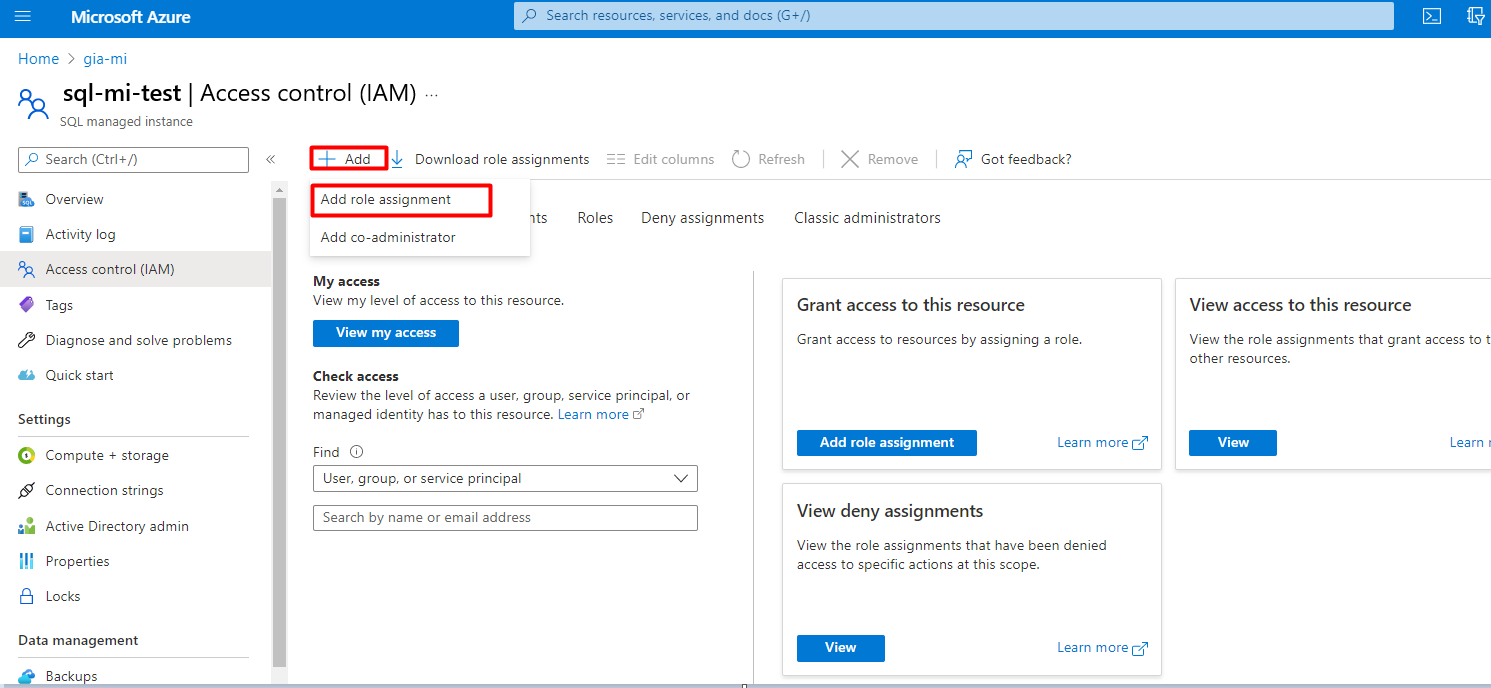 Microsoft Azure
Search resources, services, and docs (G+/)
Home > gia-mi
sql-mi-test | Access control (IAM) ...
SQL managed instance
Search (Ctrl+/)
«
Add
Download role assignments
Edit columns
Refresh
Remove
Got feedback?
Add role assignment
Add co-administrator
Roles
Deny assignments
Classic administrators
Overview
Activity log
Access control (IAM)
Tags
Diagnose and solve problems
Quick start
Settings
Compute + storage
Connection strings
Active Directory admin
Properties
Locks
Data management
Backups
My access
View my level of access to this resource.
View my access
Check access
Review the level of access a user, group, service principal, or
managed identity has to this resource. Learn more
Find
User, group, or service principal
Search by name or email address
Grant access to this resource
Grant access to resources by assigning a role.
Add role assignment
Learn more
View access to this resource
View the role assignments that grant access to
other resources.
View
Learn
View deny assignments
View the role assignments that have been denied
access to specific actions at this scope.
View
Learn more